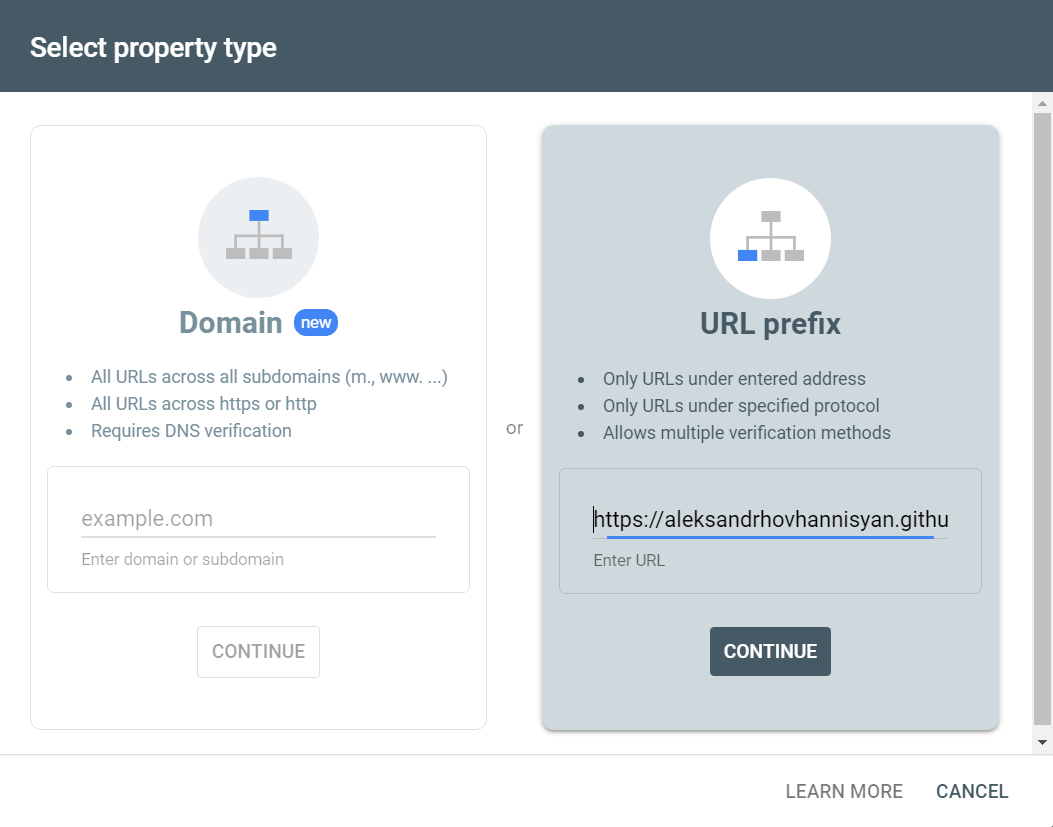 Select property type
Domain new
• All URLs across all subdomains (m., www. ...)
• All URLs across https or http
• Requires DNS verification
example.com
Enter domain or subdomain
CONTINUE
or
URL prefix
• Only URLs under entered address
• Only URLs under specified protocol
• Allows multiple verification methods
https://aleksandrhovhannisyan.githu
Enter URL
CONTINUE
LEARN MORE CANCEL